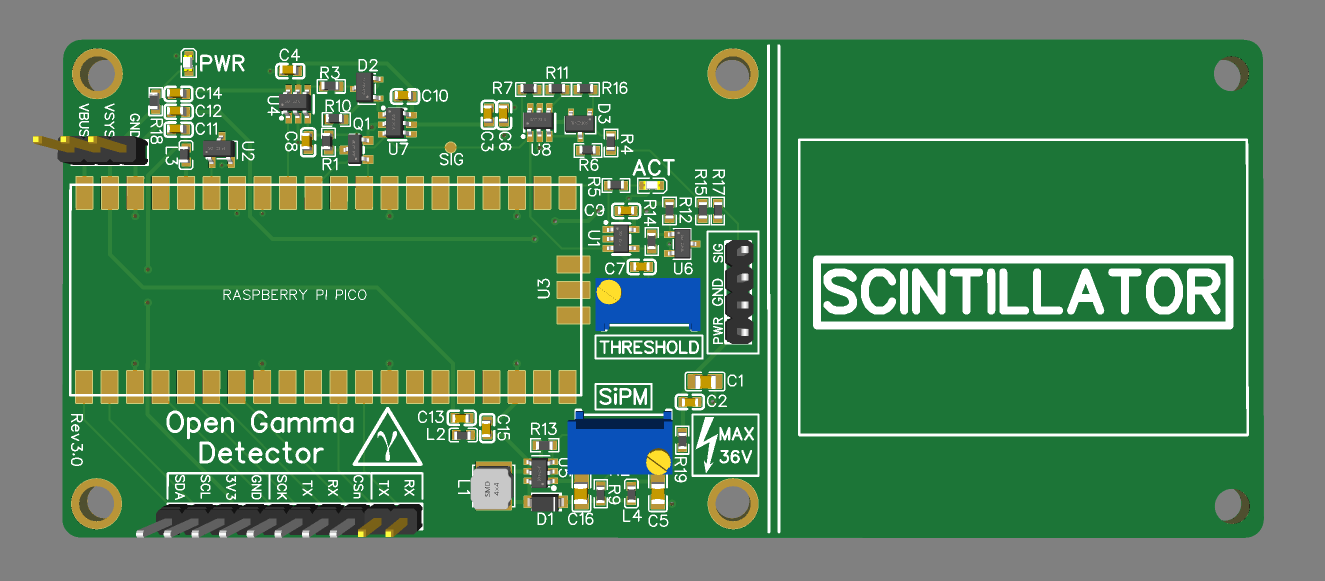 PWR
C4
R3
D2
R7
R11
R16
C14
C12
C11
R18
VBUS
VSYS
GND
L3
U2
U4
R10
C10
C8
R1
Q1
U7
SIG
C3
C6
U8
D3
R6
R4
ACT
R5
R15
R17
C9
R14
R12
U1
U6
C7
SIG
GND
PWR
RASPBERRY PI PICO
U3
THRESHOLD
SCINTILLATOR
SiPM
C1
C2
Rev3.0
Open Gamma
Detector
γ
C13
L2
C15
R13
U5
R19
MAX
36V
SDA
SCL
3V3
GND
SCK
TX
RX
CSn
TX
RX
L1
SMD
4x4
D1
C16
R9
L4
C5